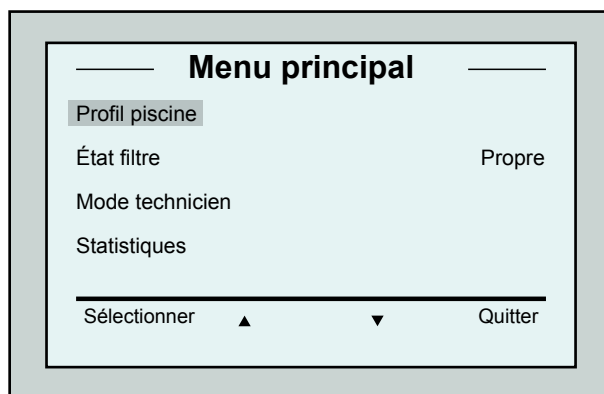 Menu principal
Profil piscine
État filtre Propre
Mode technicien
Statistiques
Sélectionner ▲ ▼ Quitter